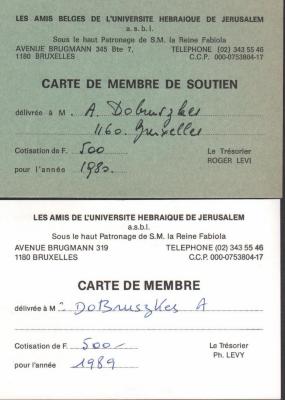 LES AMIS BELGES DE L'UNIVERSITE HEBRAIQUE DE JERUSALEM
a.s.b.l.
Sous le haut Patronage de S.M. la Reine Fabiola
AVENUE BRUGMANN 345 Bte 7, TELEPHONE (02) 343 55 46
1180 BRUXELLES C.C.P. 000-0753804-17
CARTE DE MEMBRE DE SOUTIEN
délivrée à M. A. Dobruszkes
1160 Bruxelles
Cotisation de F. 500 Le Trésorier
ROGER LEVI
pour l'année 1980.
LES AMIS DE L'UNIVERSITE HEBRAIQUE DE JERUSALEM
a.s.b.l.
Sous le haut Patronage de S.M. la Reine Fabiola
AVENUE BRUGMANN 319 TELEPHONE (02) 343 55 46
1180 BRUXELLES C.C.P. 000-0753804-17
CARTE DE MEMBRE
délivrée à M DoBruszkes A
Cotisation de F. 500- Le Trésorier
Ph. LEVY
pour l'année 1989